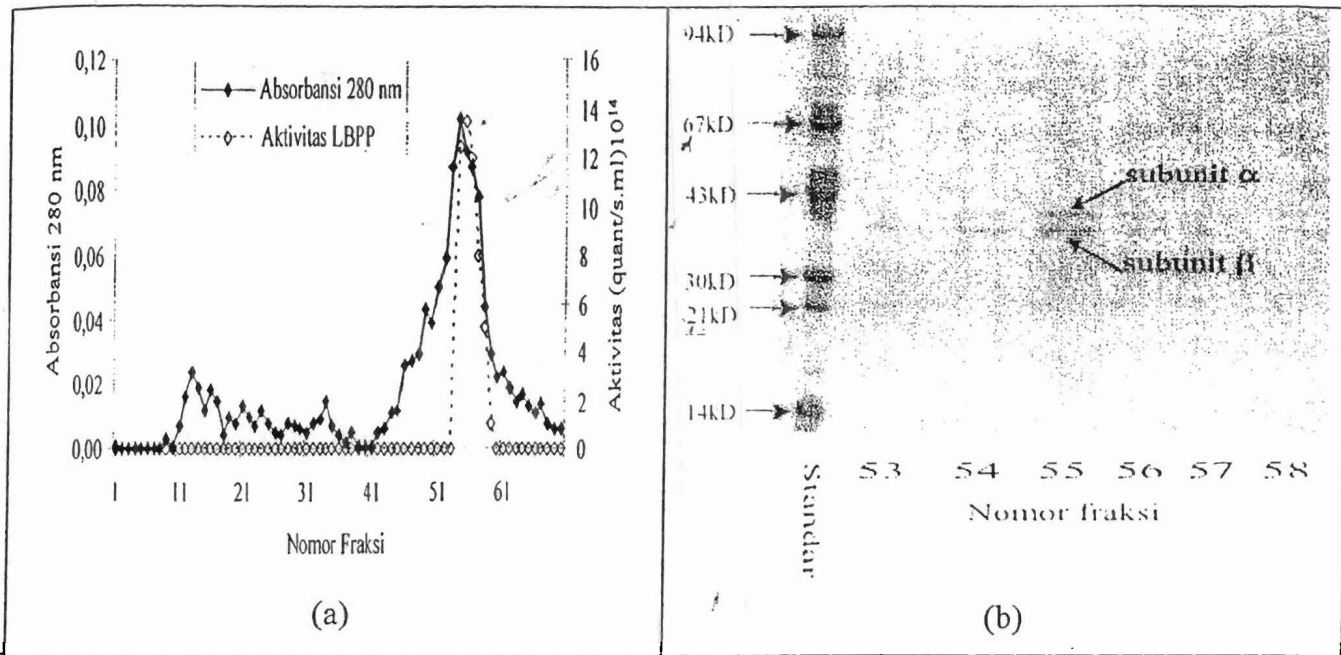 0,12
0,10
0,08
0,06
0,04
0,02
0,00
Absorbansi 280 nm
Absorbansi 280 nm
Aktivitas LBPP
16
14
12
10
8
6
4
2
0
Aktivitas (quant/s.ml)10¹⁴
1 11 21 31 41 51 61
Nomor Fraksi
(a)
94kD
67kD
43kD
30kD
21kD
14kD
subunit α
subunit β
Standar
53 54 55 56 57 58
Nomor fraksi
(b)